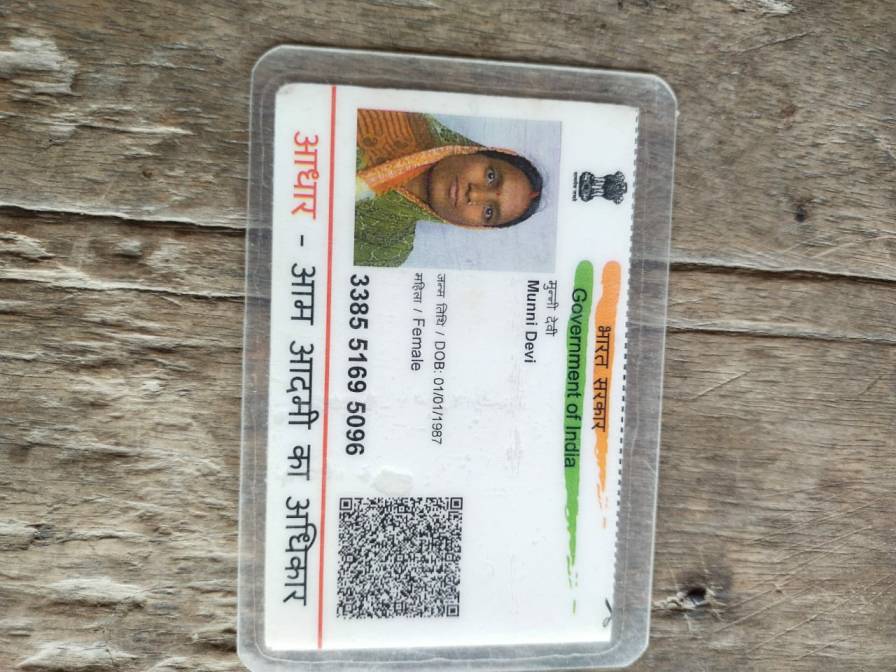 भारत सरकार
Government of India
मुन्नी देवी
Munni Devi
जन्म तिथि / DOB: 01/01/1987
महिला / Female
3385 5169 5096
आधार - आम आदमी का अधिकार